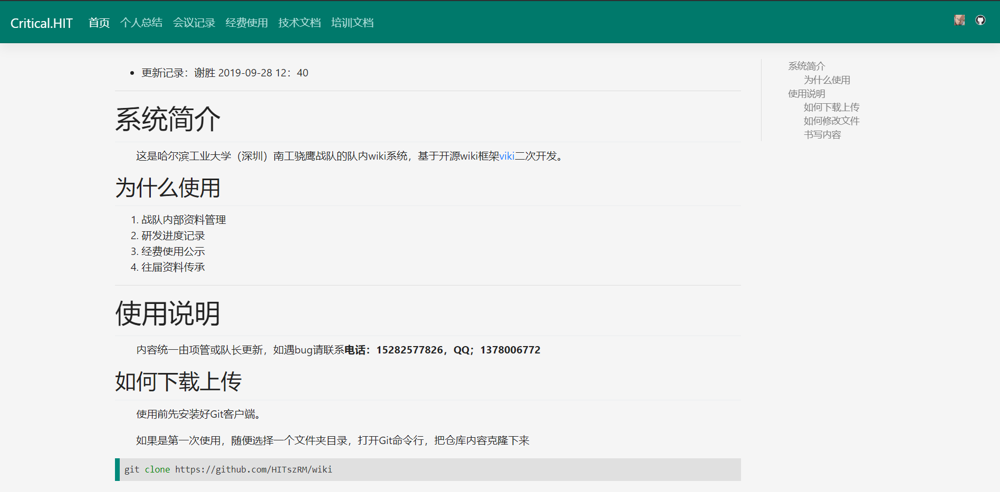 Critical.HIT 首页 个人总结 会议记录 经费使用 技术文档 培训文档
更新记录：谢胜 2019-09-28 12：40
系统简介
这是哈尔滨工业大学（深圳）南工骁鹰战队的队内wiki系统，基于开源wiki框架viki二次开发。
为什么使用
1. 战队内部资料管理
2. 研发进度记录
3. 经费使用公示
4. 往届资料传承
使用说明
内容统一由项管或队长更新，如遇bug请联系电话：15282577826，QQ；1378006772
如何下载上传
使用前先安装好Git客户端。
如果是第一次使用，随便选择一个文件夹目录，打开Git命令行，把仓库内容克隆下来
git clone https://github.com/HITszRM/wiki
系统简介
为什么使用
使用说明
如何下载上传
如何修改文件
书写内容